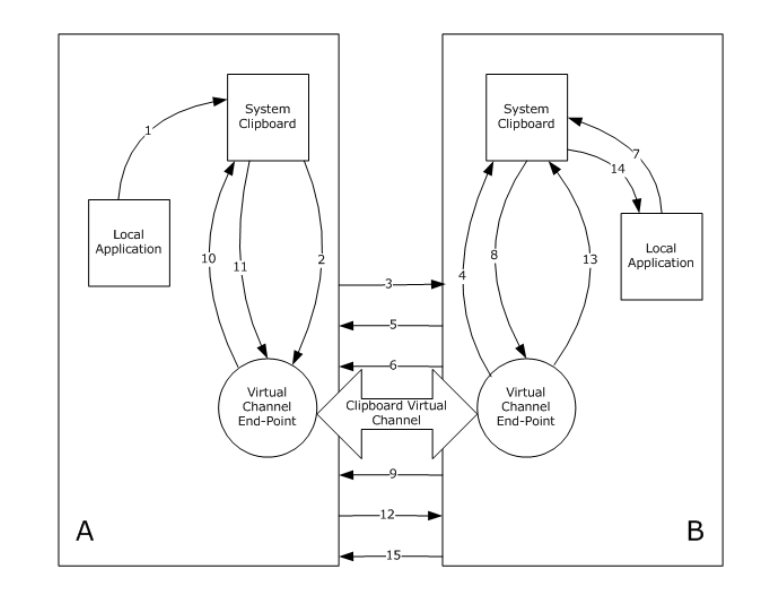 System
Clipboard
1
Local
Application
10
11
2
Virtual
Channel
End-Point
A
3
5
6
Clipboard Virtual
Channel
9
12
15
System
Clipboard
7
14
Local
Application
4
8
13
Virtual
Channel
End-Point
B